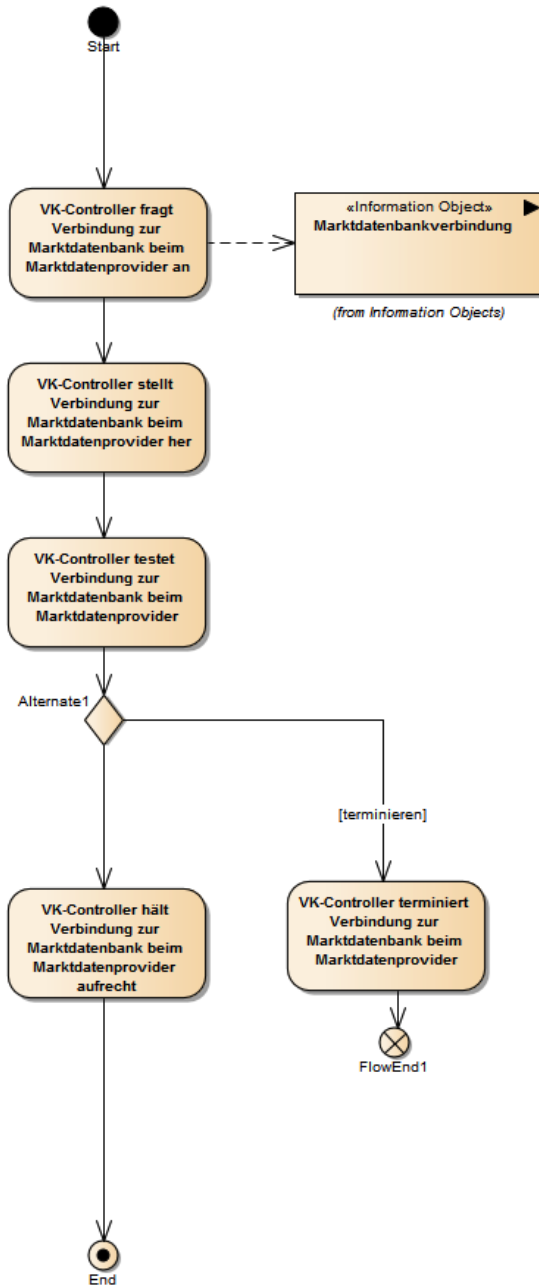 Start
VK-Controller fragt
Verbindung zur
Marktdatenbank beim
Marktdatenprovider an
«Information Object»
Marktdatenbankverbindung
(from Information Objects)
VK-Controller stellt
Verbindung zur
Marktdatenbank beim
Marktdatenprovider her
VK-Controller testet
Verbindung zur
Marktdatenbank beim
Marktdatenprovider
Alternate1
[terminieren]
VK-Controller hält
Verbindung zur
Marktdatenbank beim
Marktdatenprovider
aufrecht
VK-Controller terminiert
Verbindung zur
Marktdatenbank beim
Marktdatenprovider
FlowEnd1
End